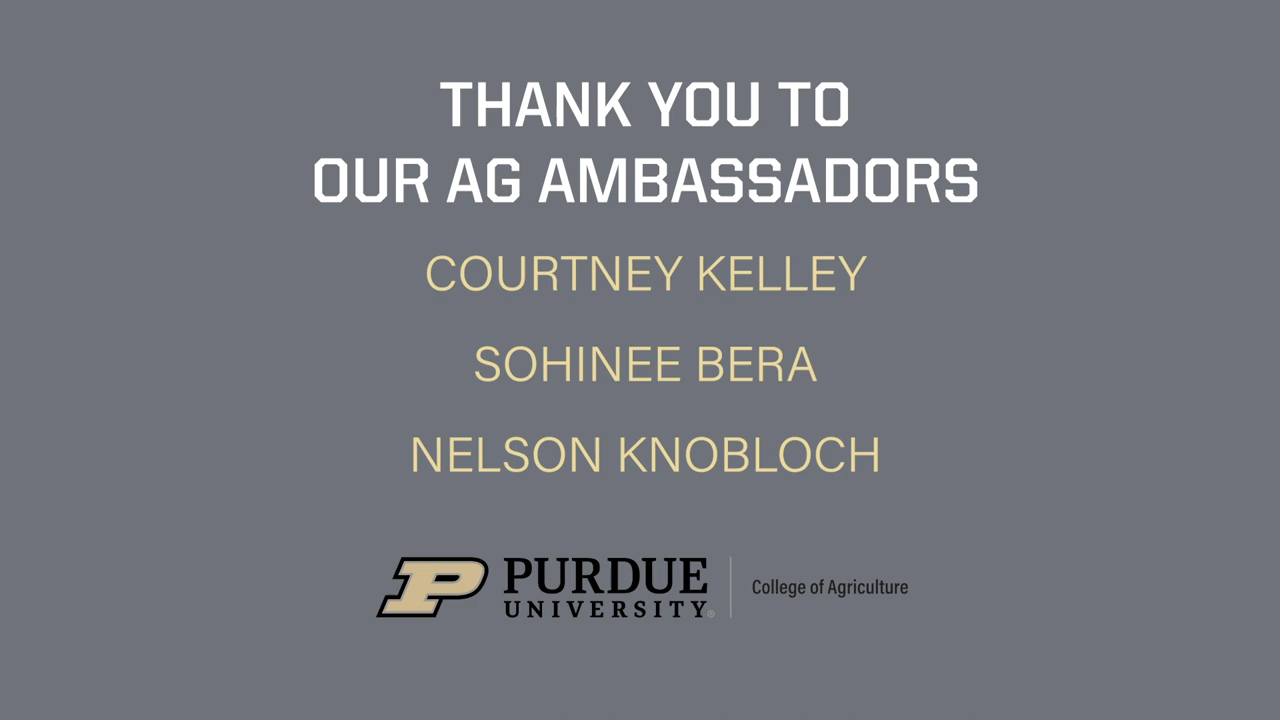 THANK YOU TO
OUR AG AMBASSADORS
COURTNEY KELLEY
SOHINEE BERA
NELSON KNOBLOCH
P PURDUE
UNIVERSITY®
College of Agriculture